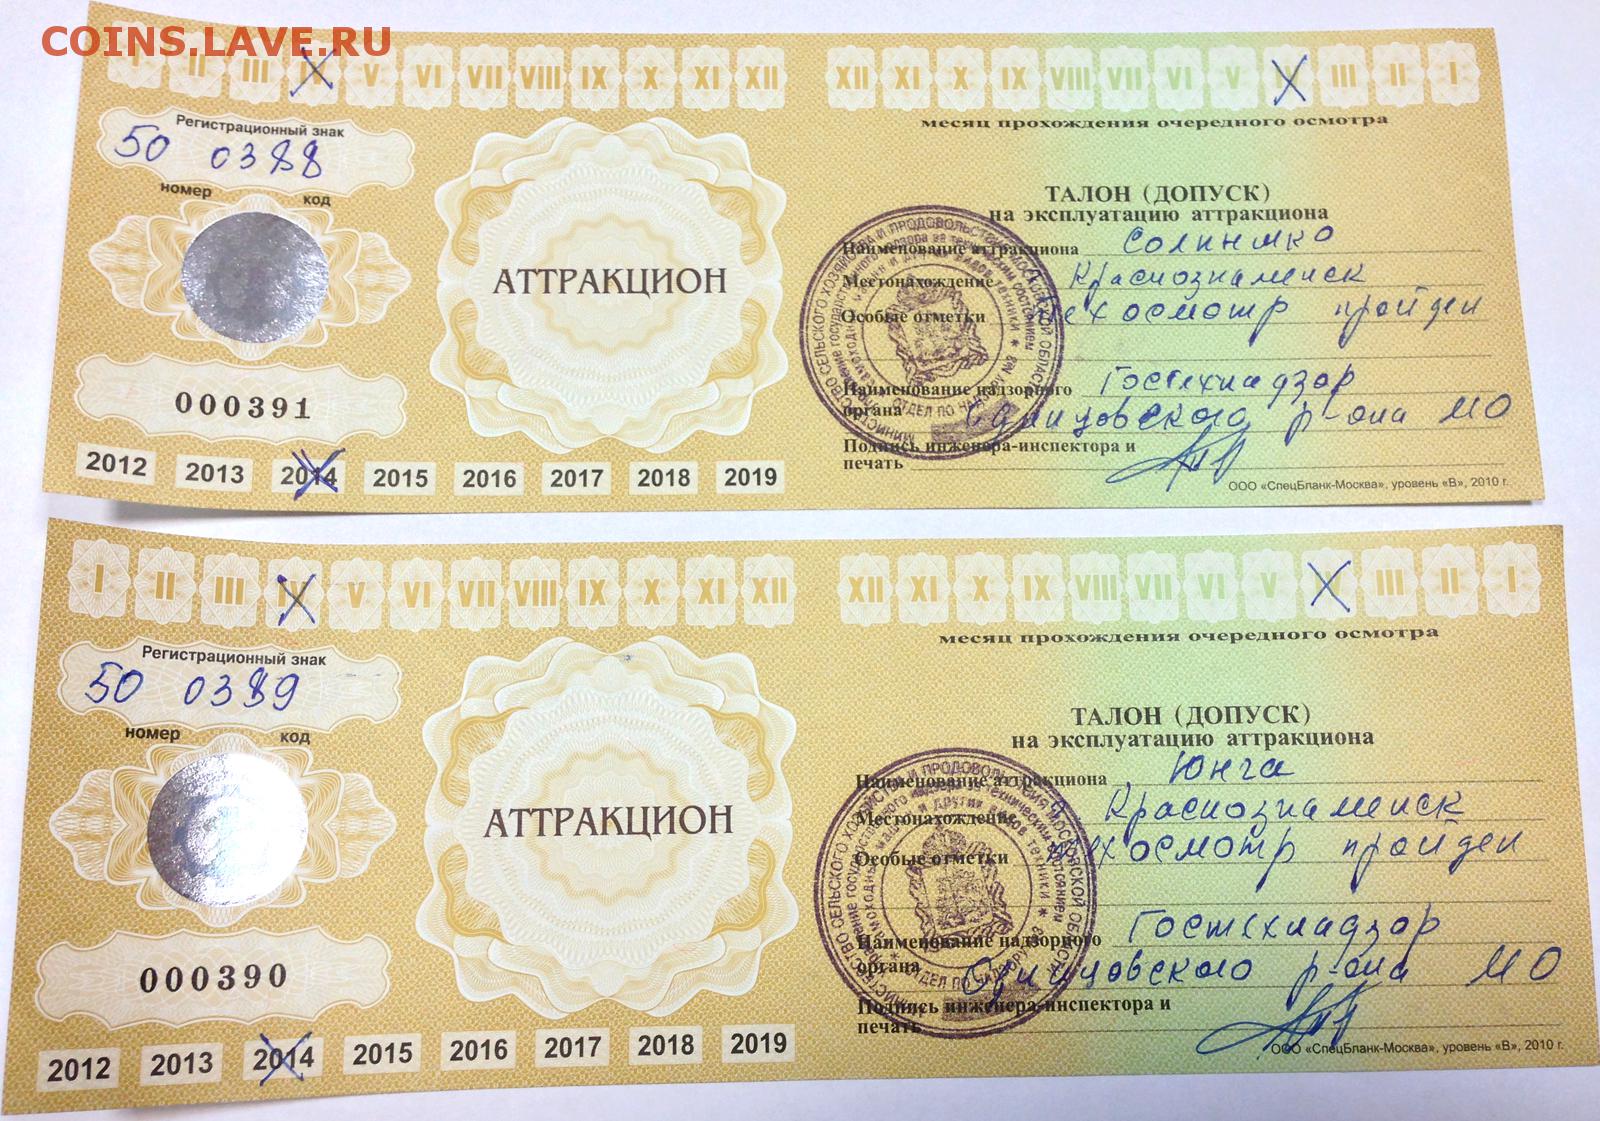 COINS.LAVE.RU
I II III IV V VI VII VIII IX X XI XII
XII XI X IX VIII VII VI V IV III II I
месяц прохождения очередного осмотра
Регистрационный знак
50 0388
номер код
АТТРАКЦИОН
000391
2012 2013 2014 2015 2016 2017 2018 2019
ТАЛОН (ДОПУСК)
на эксплуатацию аттракциона
Наименование аттракциона Солнышко
Местонахождение Краснознаменск
Особые отметки техосмотр пройден
Наименование надзорного Гостехнадзор
органа Одинцовского р-она МО
Подпись инженера-инспектора и
печать
ООО «СпецБланк-Москва», уровень «В», 2010 г.
I II III IV V VI VII VIII IX X XI XII
XII XI X IX VIII VII VI V IV III II I
месяц прохождения очередного осмотра
Регистрационный знак
50 0389
номер код
АТТРАКЦИОН
000390
2012 2013 2014 2015 2016 2017 2018 2019
ТАЛОН (ДОПУСК)
на эксплуатацию аттракциона
Наименование аттракциона Юнга
Местонахождение Краснознаменск
Особые отметки техосмотр пройден
Наименование надзорного Гостехнадзор
органа Одинцовского р-она МО
Подпись инженера-инспектора и
печать
ООО «СпецБланк-Москва», уровень «В», 2010 г.